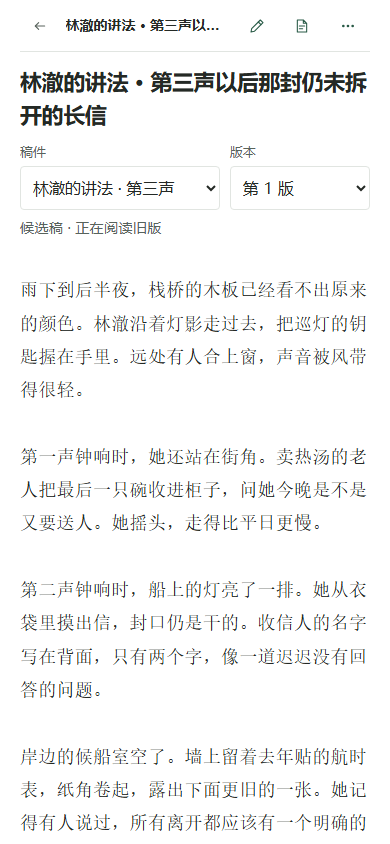 林澈的讲法 • 第三声以...
林澈的讲法 • 第三声以后那封仍未拆
开的长信
稿件
版本
林澈的讲法 · 第三声
第 1 版
候选稿 · 正在阅读旧版
雨下到后半夜，栈桥的木板已经看不出原来
的颜色。林澈沿着灯影走过去，把巡灯的钥
匙握在手里。远处有人合上窗，声音被风带
得很轻。
第一声钟响时，她还站在街角。卖热汤的老
人把最后一只碗收进柜子，问她今晚是不是
又要送人。她摇头，走得比平日更慢。
第二声钟响时，船上的灯亮了一排。她从衣
袋里摸出信，封口仍是干的。收信人的名字
写在背面，只有两个字，像一道迟迟没有回
答的问题。
岸边的候船室空了。墙上留着去年贴的航时
表，纸角卷起，露出下面更旧的一张。她记
得有人说过，所有离开都应该有一个明确的